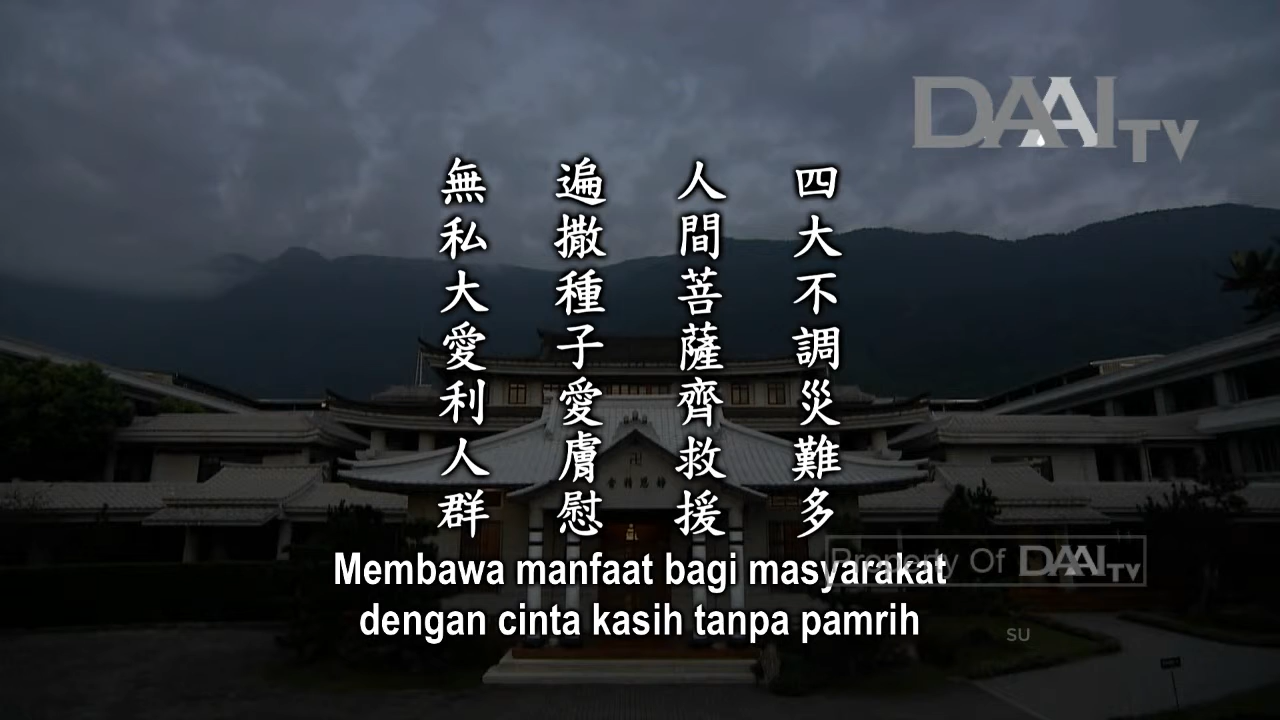 DAAI TV
四大不調災難多
人間菩薩齊救援
遍撒種子愛膚慰
無私大愛利人群
Property Of DAAI TV
Membawa manfaat bagi masyarakat
dengan cinta kasih tanpa pamrih
SU